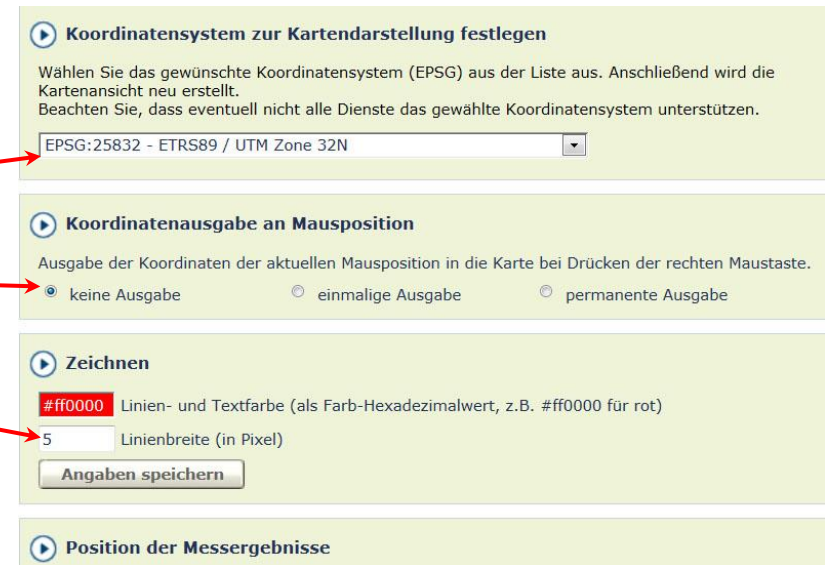 Koordinatensystem zur Kartendarstellung festlegen
Wählen Sie das gewünschte Koordinatensystem (EPSG) aus der Liste aus. Anschließend wird die
Kartenansicht neu erstellt.
Beachten Sie, dass eventuell nicht alle Dienste das gewählte Koordinatensystem unterstützen.
EPSG:25832 - ETRS89 / UTM Zone 32N
Koordinatenausgabe an Mausposition
Ausgabe der Koordinaten der aktuellen Mausposition in die Karte bei Drücken der rechten Maustaste.
keine Ausgabe einmalige Ausgabe permanente Ausgabe
Zeichnen
#ff0000 Linien- und Textfarbe (als Farb-Hexadezimalwert, z.B. #ff0000 für rot)
5 Linienbreite (in Pixel)
Angaben speichern
Position der Messergebnisse